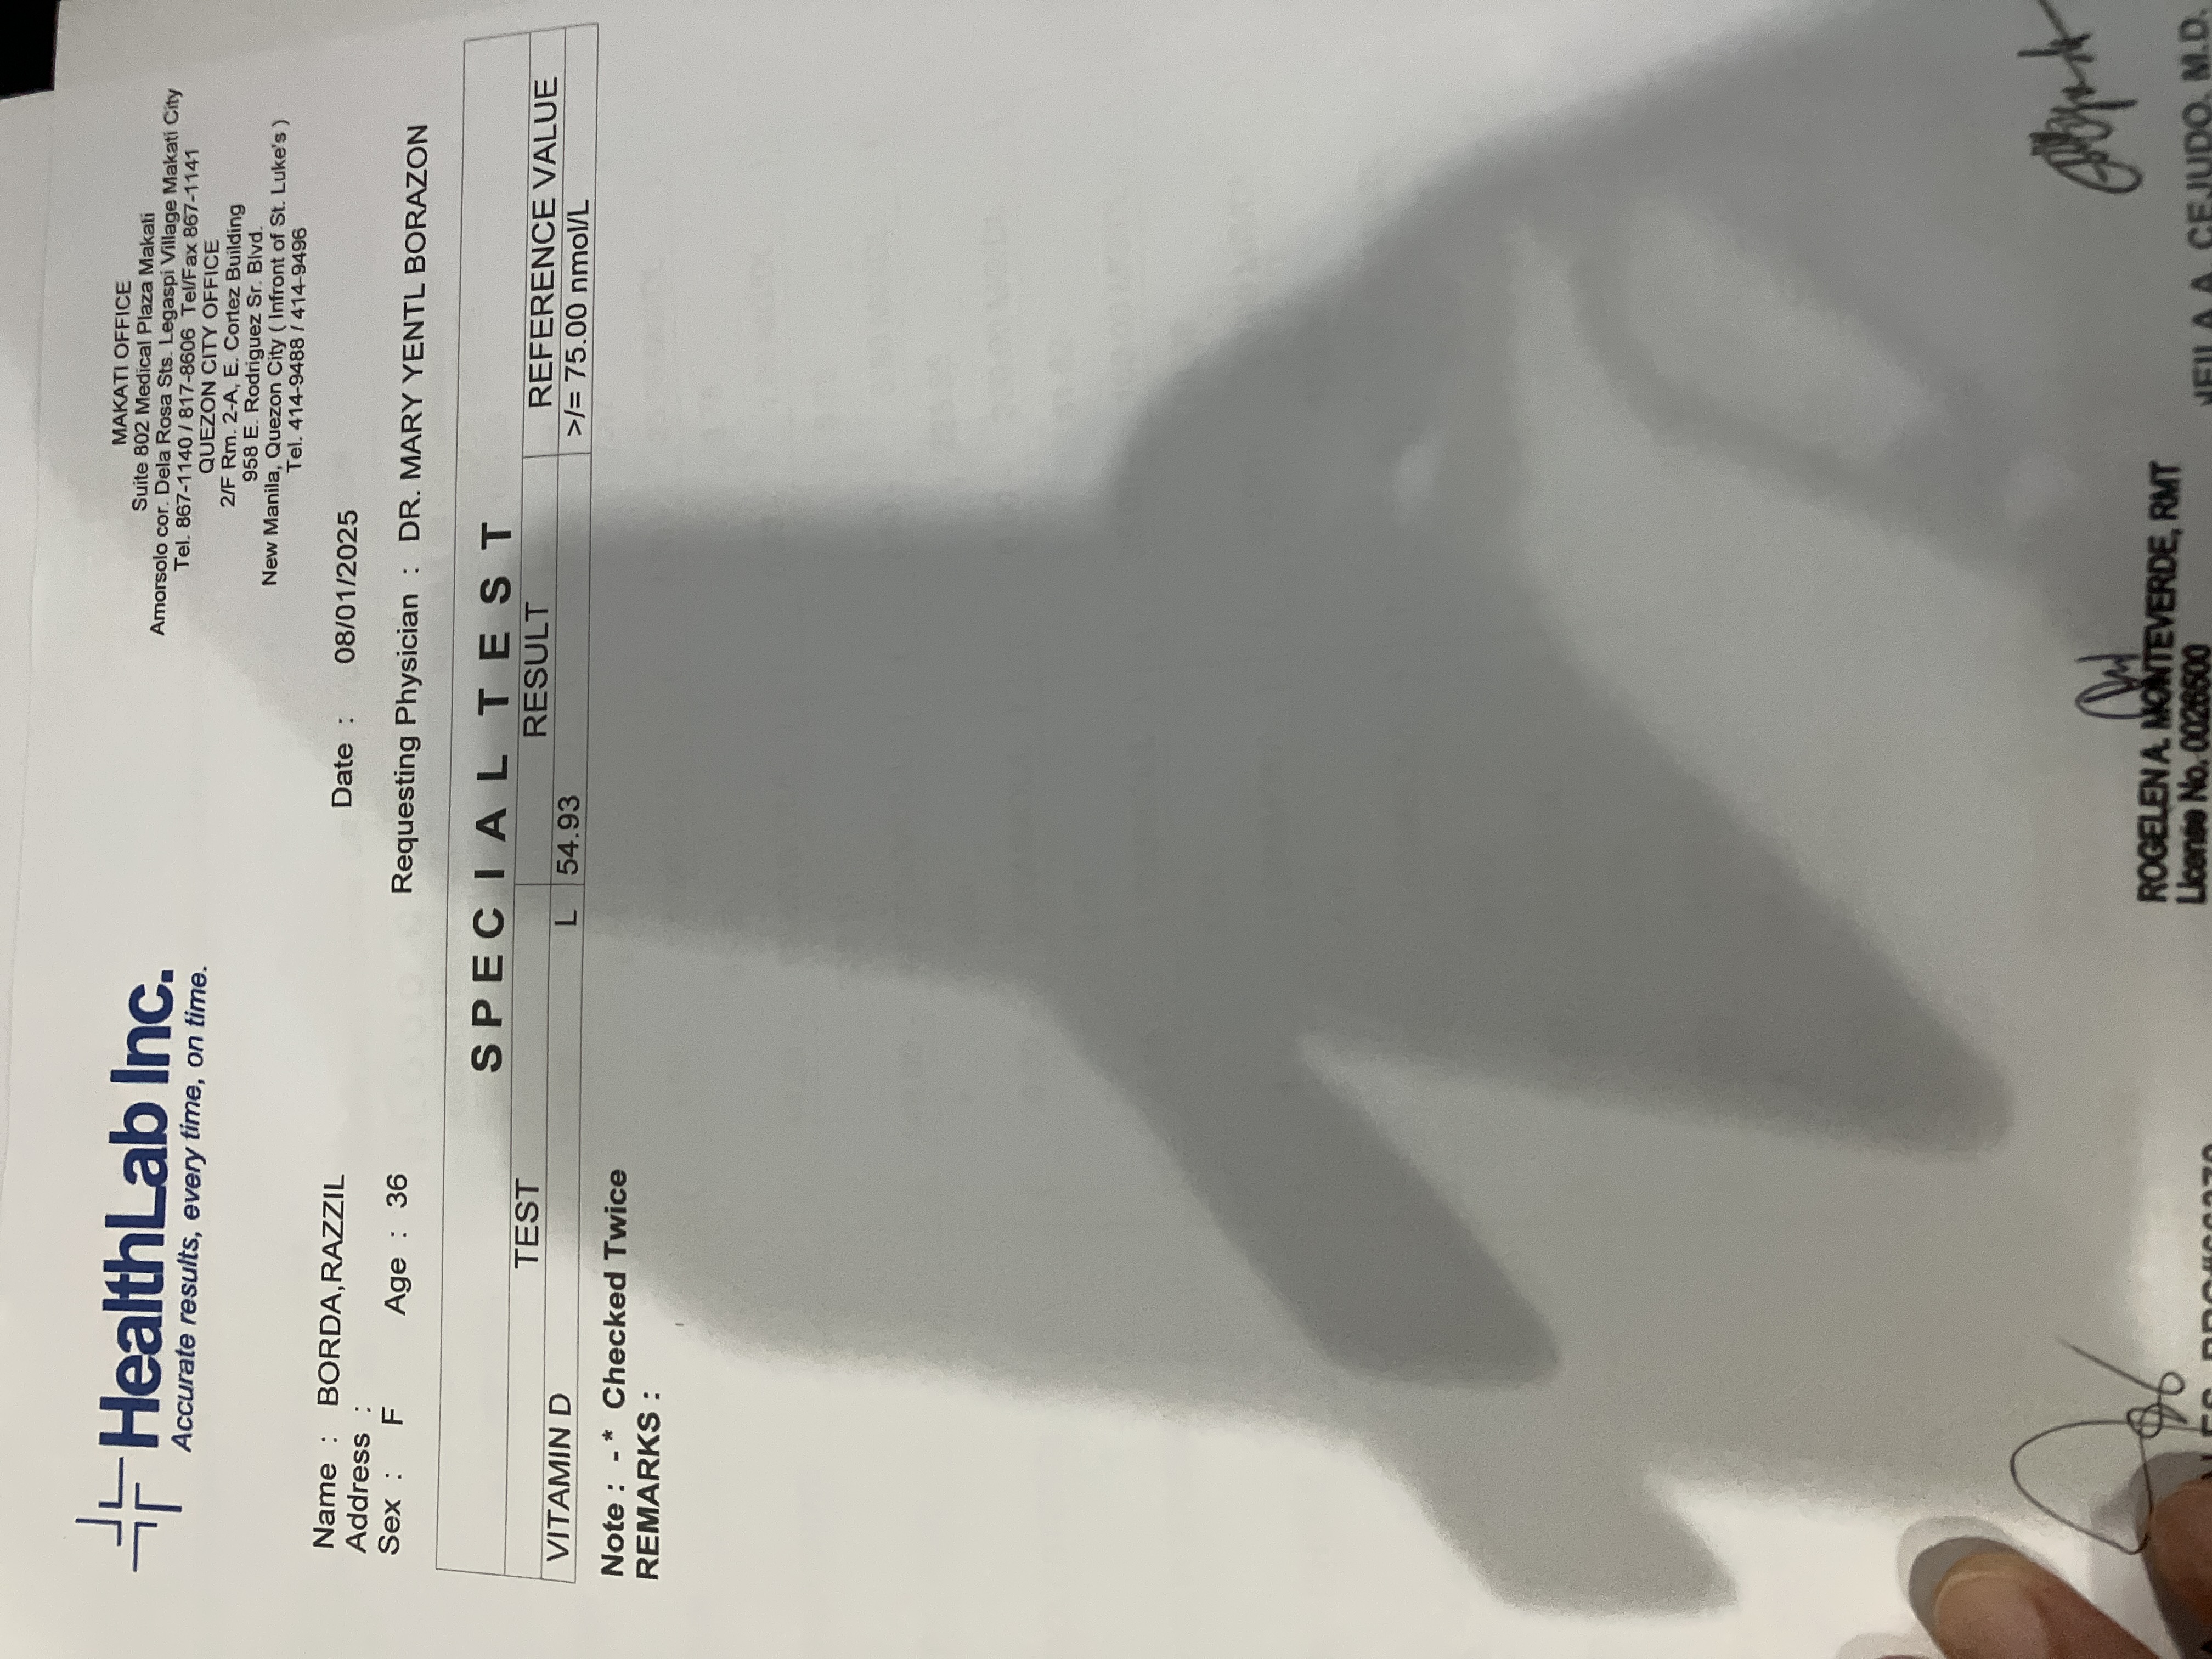 HealthLab Inc.
Accurate results, every time, on time.
MAKATI OFFICE
Suite 802 Medical Plaza Makati
Amorsolo cor. Dela Rosa Sts. Legaspi Village Makati City
Tel. 867-1140 / 817-8606 Tel/Fax 867-1141
QUEZON CITY OFFICE
2/F Rm. 2-A, E. Cortez Building
958 E. Rodriguez Sr. Blvd.
New Manila, Quezon City ( Infront of St. Luke's )
Tel. 414-9488 / 414-9496
Name : BORDA,RAZZIL
Date : 08/01/2025
Address :
Sex : F Age : 36
Requesting Physician : DR. MARY YENTL BORAZON
SPECIAL TEST
TEST RESULT REFERENCE VALUE
VITAMIN D L 54.93 >/= 75.00 nmol/L
Note : - * Checked Twice
REMARKS :
ROGELEN A. MONTEVERDE, RMT
License No. 0026500
CEJUDO, M.D.